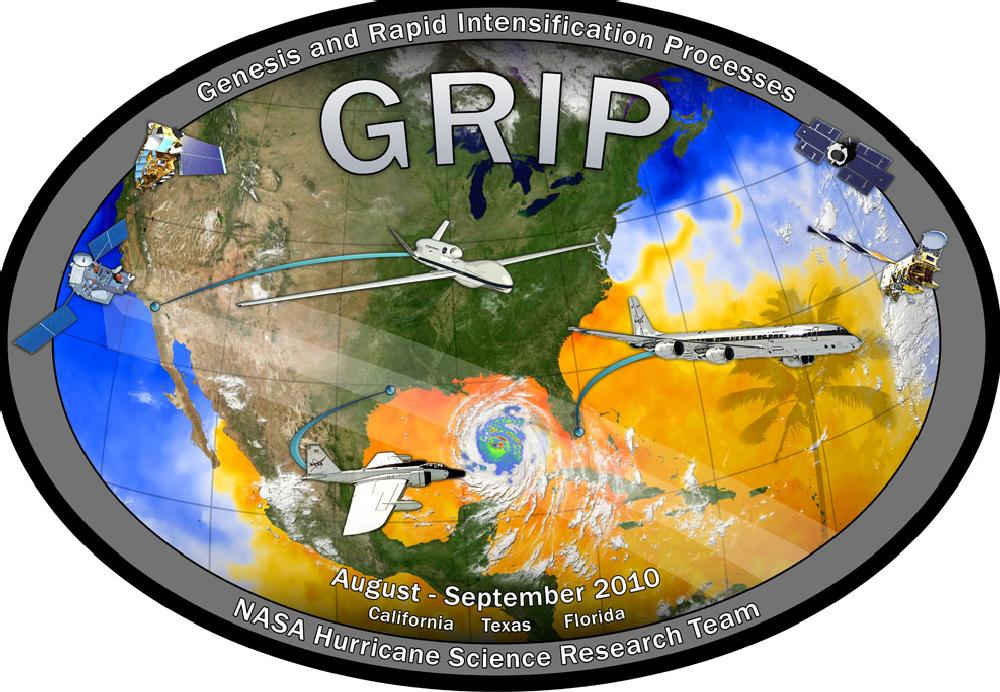 Genesis and Rapid Intensification Processes
GRIP
August - September 2010
California Texas Florida
NASA Hurricane Science Research Team